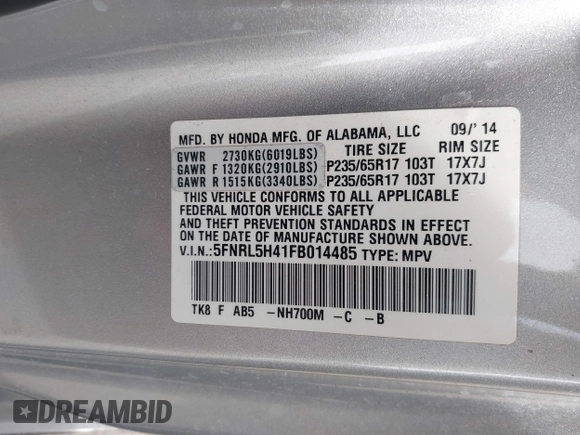 MFD. BY HONDA MFG. OF ALABAMA, LLC 09/'14
GVWR 2730KG(6019LBS) TIRE SIZE RIM SIZE
GAWR F 1320KG(2910LBS) P235/65R17 103T 17X7J
GAWR R 1515KG(3340LBS) P235/65R17 103T 17X7J
THIS VEHICLE CONFORMS TO ALL APPLICABLE
FEDERAL MOTOR VEHICLE SAFETY
AND THEFT PREVENTION STANDARDS IN EFFECT
ON THE DATE OF MANUFACTURE SHOWN ABOVE.
V.I.N.:5FNRL5H41FB014485 TYPE: MPV
TK8 F AB5 -NH700M -C -B
DREAMBID